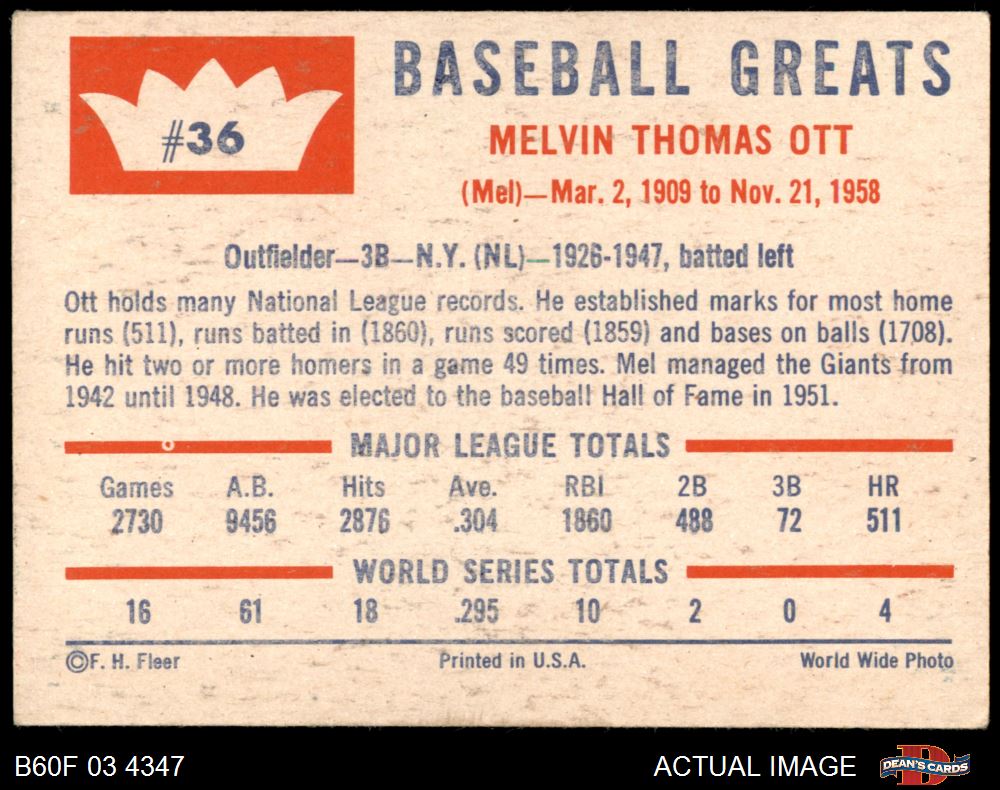 #36
BASEBALL GREATS
MELVIN THOMAS OTT
(Mel)—Mar. 2, 1909 to Nov. 21, 1958
Outfielder—3B—N.Y. (NL)—1926-1947, batted left
Ott holds many National League records. He established marks for most home
runs (511), runs batted in (1860), runs scored (1859) and bases on balls (1708).
He hit two or more homers in a game 49 times. Mel managed the Giants from
1942 until 1948. He was elected to the baseball Hall of Fame in 1951.
MAJOR LEAGUE TOTALS
Games A.B. Hits Ave. RBI 2B 3B HR
2730 9456 2876 .304 1860 488 72 511
WORLD SERIES TOTALS
16 61 18 .295 10 2 0 4
©F. H. Fleer Printed in U.S.A. World Wide Photo
B60F 03 4347 ACTUAL IMAGE DEAN'S CARDS